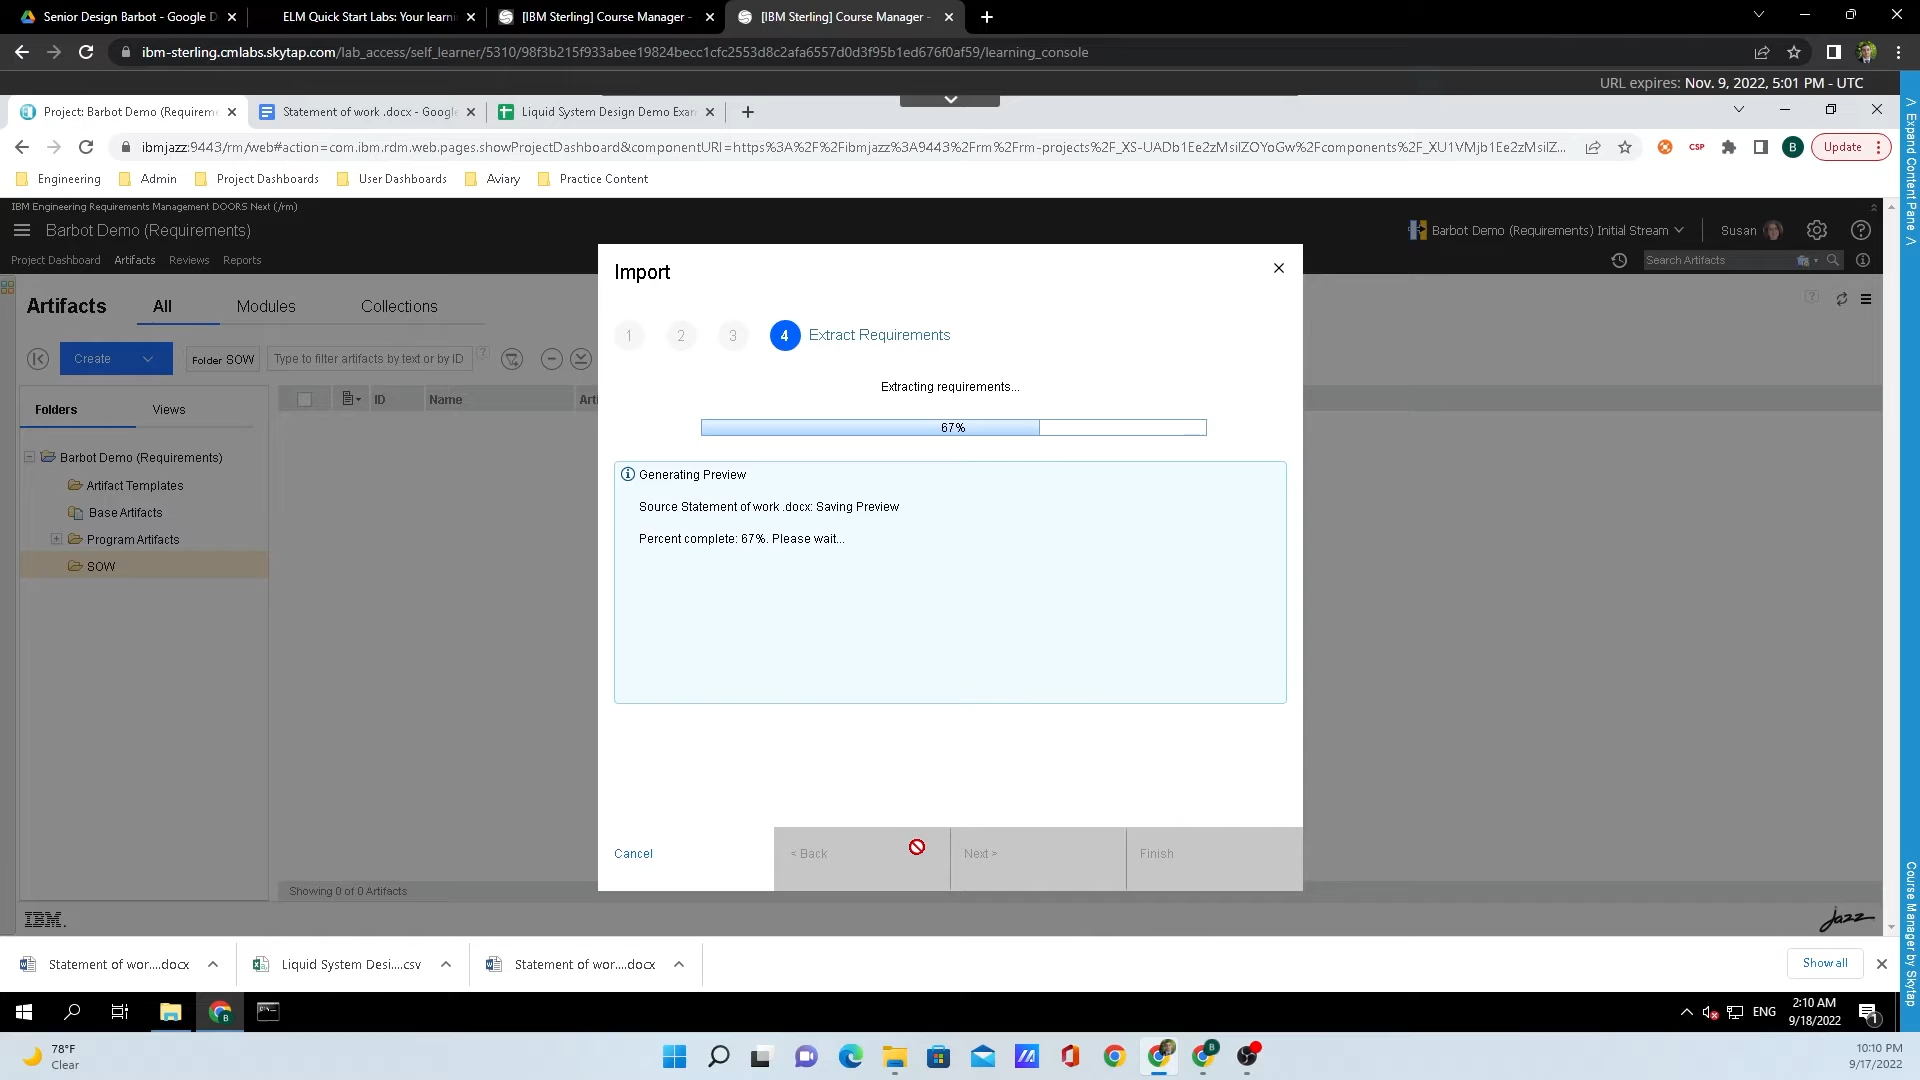 Senior Design Barbot - Google D
ELM Quick Start Labs: Your learni
[IBM Sterling] Course Manager -
[IBM Sterling] Course Manager -
ibm-sterling.cmlabs.skytap.com/lab_access/self_learner/5310/98f3b215f933abee19824becc1cfc2553d8c2afa6557d0d3f95b1ed676f0af59/learning_console
URL expires: Nov. 9, 2022, 5:01 PM - UTC
Project: Barbot Demo (Requirem
Statement of work .docx - Google
Liquid System Design Demo Exam
ibmjazz:9443/rm/web#action=com.ibm.rdm.web.pages.showProjectDashboard&componentURI=https%3A%2F%2Fibmjazz%3A9443%2Frm%2Frm-projects%2F_XS-UADb1Ee2zMsilZOYoGw%2Fcomponents%2F_XU1VMjb1Ee2zMsilZ...
CSP
B
Update
Engineering
Admin
Project Dashboards
User Dashboards
Aviary
Practice Content
IBM Engineering Requirements Management DOORS Next (/rm)
Barbot Demo (Requirements)
Barbot Demo (Requirements) Initial Stream
Susan
Project Dashboard
Artifacts
Reviews
Reports
Search Artifacts
Artifacts
All
Modules
Collections
Create
Folder SOW
Type to filter artifacts by text or by ID
Folders
Views
ID
Name
Arti
Barbot Demo (Requirements)
Artifact Templates
Base Artifacts
Program Artifacts
SOW
Showing 0 of 0 Artifacts
Import
1
2
3
4
Extract Requirements
Extracting requirements...
67%
Generating Preview
Source Statement of work .docx: Saving Preview
Percent complete: 67%. Please wait...
Cancel
< Back
Next >
Finish
IBM.
Jazz
Λ Expand Content Pane Λ
Course Manager by Skytap
Statement of wor....docx
Liquid System Desi....csv
Statement of wor....docx
Show all
ENG
2:10 AM
9/18/2022
1
78°F
Clear
10:10 PM
9/17/2022